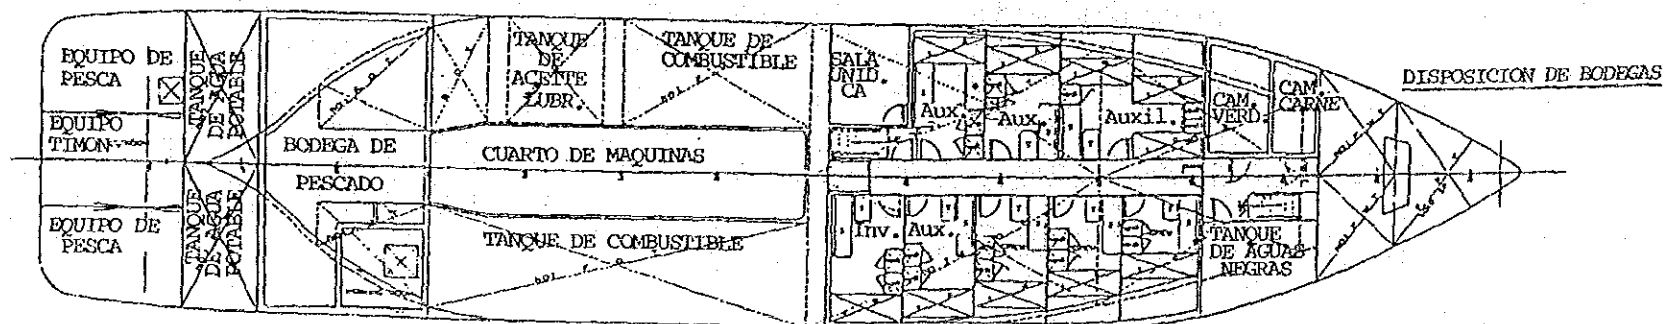 EQUIPO DE
PESCA
TANQUE
DE AGUA
POTABLE
TANQUE
DE
ACEITE
LUBR.
TANQUE DE
COMBUSTIBLE
SALA
UNID.
CA
Aux.
Aux.
Auxil.
CAM.
VERD.
CAM.
CARNE
DISPOSICION DE BODEGAS
EQUIPO
TIMON
BODEGA DE
PESCADO
CUARTO DE MAQUINAS
EQUIPO DE
PESCA
TANQUE
DE AGUA
POTABLE
TANQUE DE COMBUSTIBLE
Inv.
Aux.
TANQUE
DE AGUAS
NEGRAS